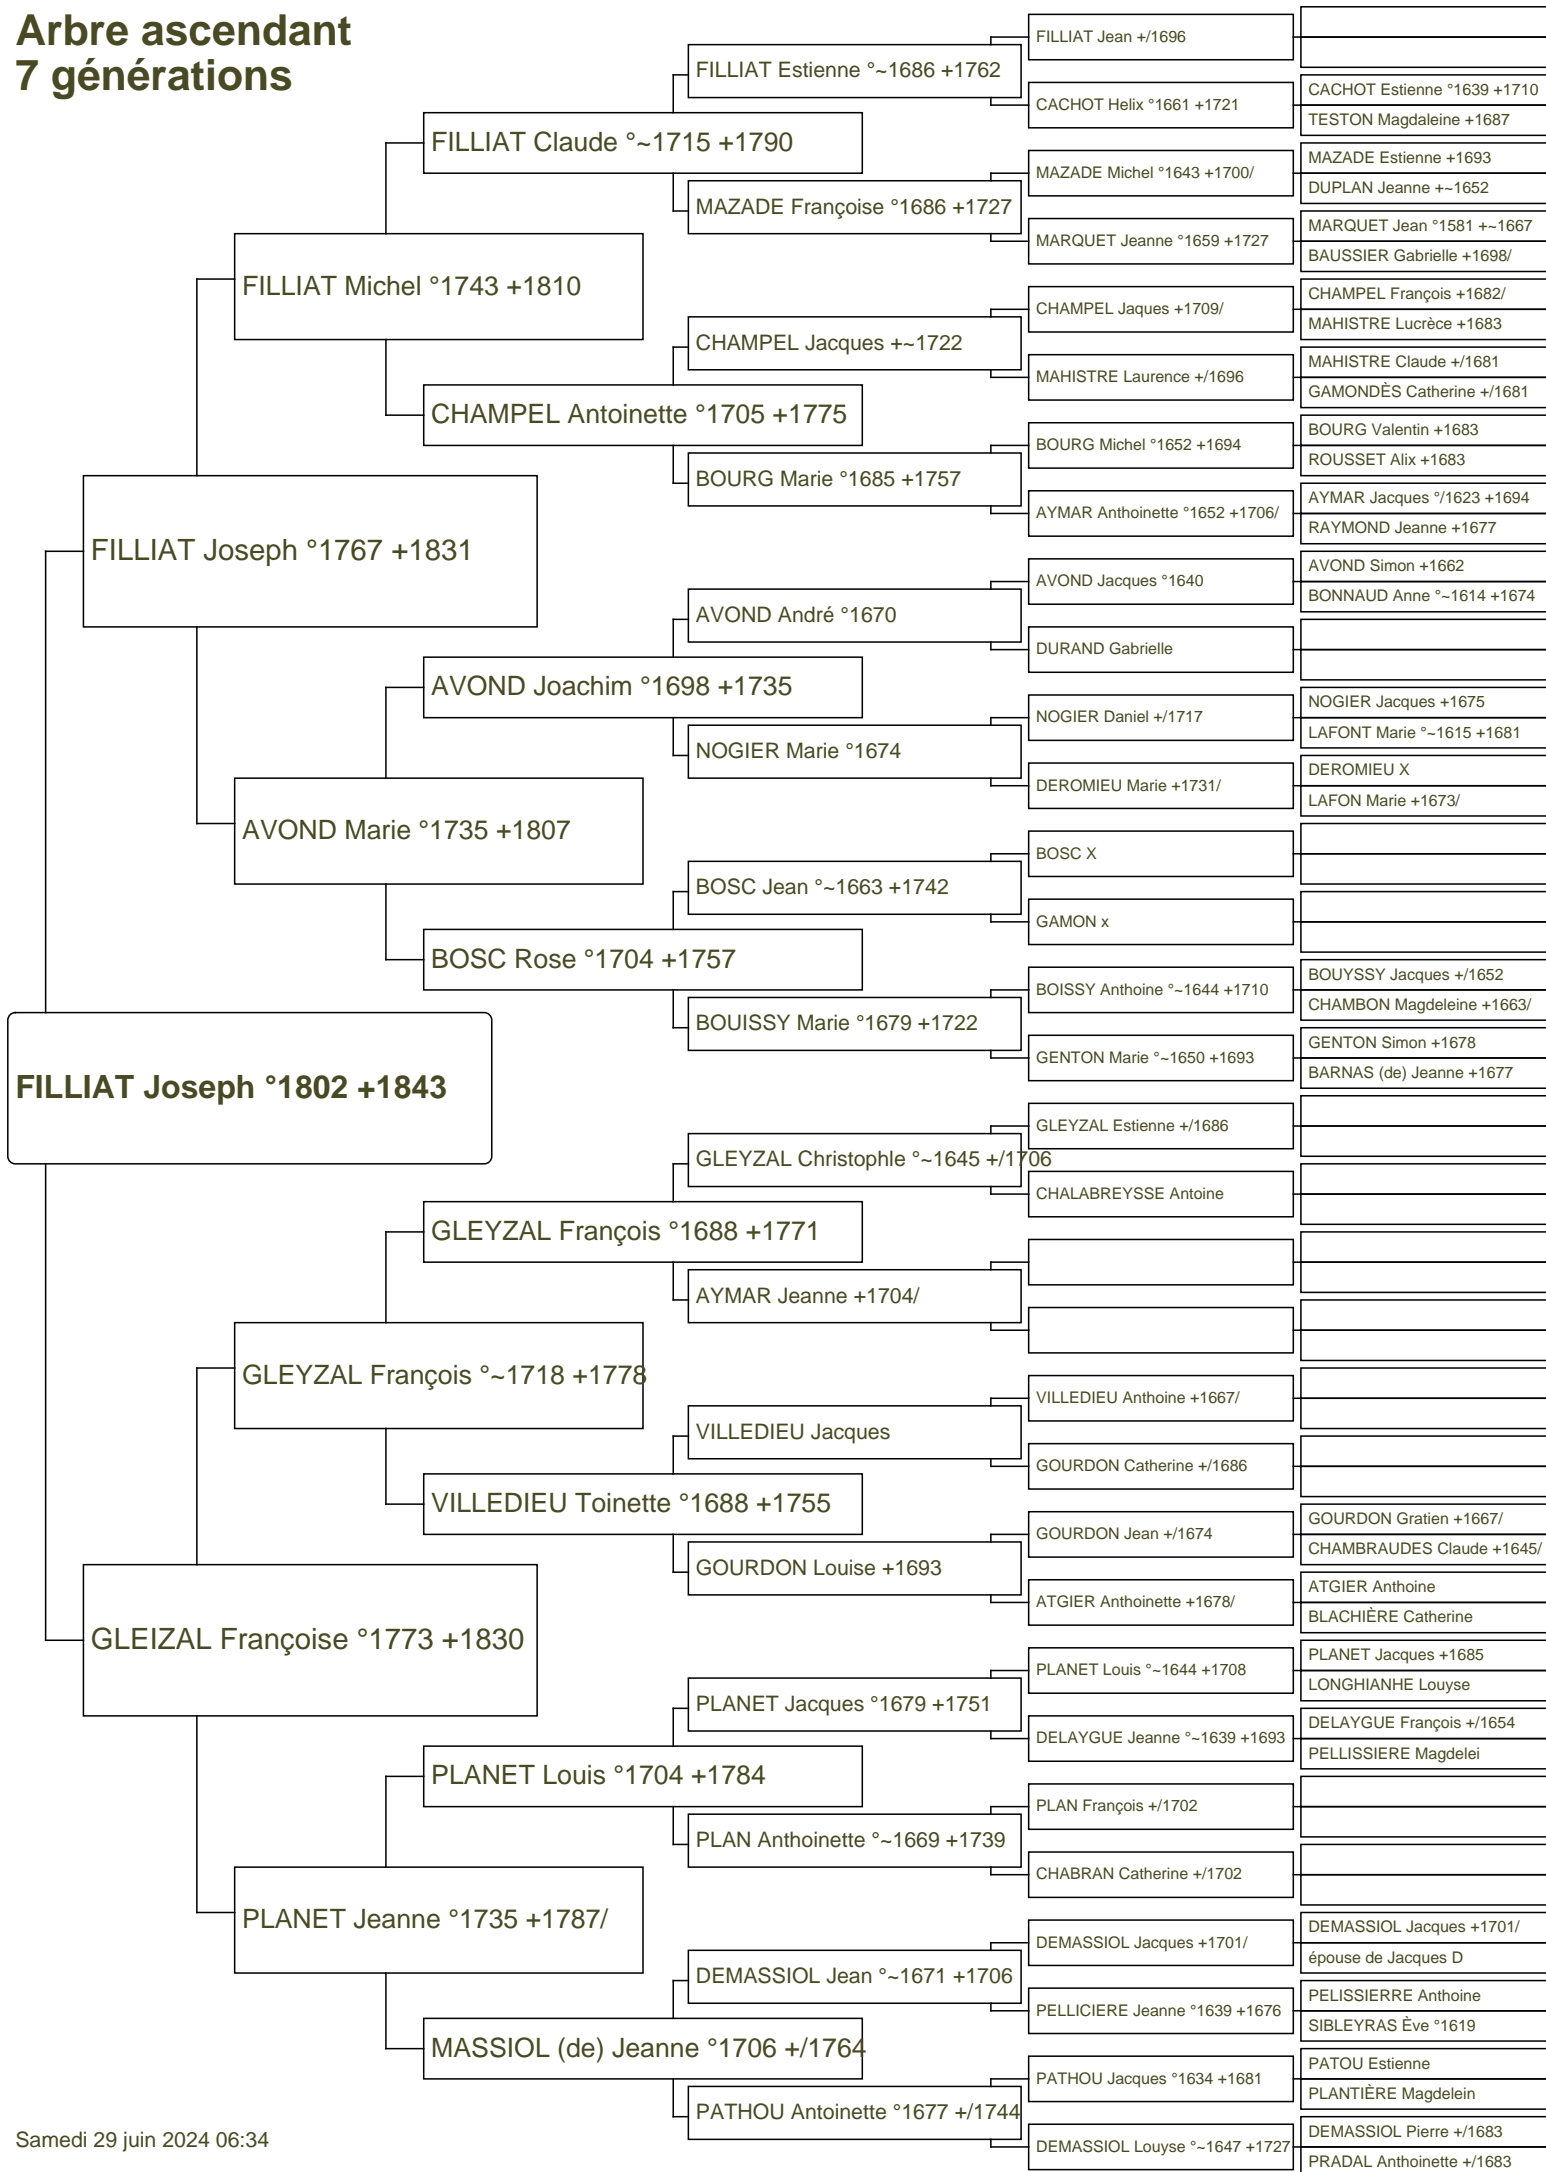 Arbre ascendant
7 générations
FILLIAT Joseph °1802 +1843
FILLIAT Joseph °1767 +1831
GLEIZAL Françoise °1773 +1830
FILLIAT Michel °1743 +1810
AVOND Marie °1735 +1807
GLEYZAL François °~1718 +1778
PLANET Jeanne °1735 +1787/
FILLIAT Claude °~1715 +1790
CHAMPEL Antoinette °1705 +1775
AVOND Joachim °1698 +1735
BOSC Rose °1704 +1757
GLEYZAL François °1688 +1771
VILLEDIEU Toinette °1688 +1755
PLANET Louis °1704 +1784
MASSIOL (de) Jeanne °1706 +/1764
FILLIAT Estienne °~1686 +1762
MAZADE Françoise °1686 +1727
CHAMPEL Jacques +~1722
BOURG Marie °1685 +1757
AVOND André °1670
NOGIER Marie °1674
BOSC Jean °~1663 +1742
BOUISSY Marie °1679 +1722
GLEYZAL Christophle °~1645 +/1706
AYMAR Jeanne +1704/
VILLEDIEU Jacques
GOURDON Louise +1693
PLANET Jacques °1679 +1751
PLAN Anthoinette °~1669 +1739
DEMASSIOL Jean °~1671 +1706
PATHOU Antoinette °1677 +/1744
FILLIAT Jean +/1696
CACHOT Helix °1661 +1721
MAZADE Michel °1643 +1700/
MARQUET Jeanne °1659 +1727
CHAMPEL Jaques +1709/
MAHISTRE Laurence +/1696
BOURG Michel °1652 +1694
AYMAR Anthoinette °1652 +1706/
AVOND Jacques °1640
DURAND Gabrielle
NOGIER Daniel +/1717
DEROMIEU Marie +1731/
BOSC X
GAMON x
BOISSY Anthoine °~1644 +1710
GENTON Marie °~1650 +1693
GLEYZAL Estienne +/1686
CHALABREYSSE Antoine
VILLEDIEU Anthoine +1667/
GOURDON Catherine +/1686
GOURDON Jean +/1674
ATGIER Anthoinette +1678/
PLANET Louis °~1644 +1708
DELAYGUE Jeanne °~1639 +1693
PLAN François +/1702
CHABRAN Catherine +/1702
DEMASSIOL Jacques +1701/
PELLICIERE Jeanne °1639 +1676
PATHOU Jacques °1634 +1681
DEMASSIOL Louyse °~1647 +1727
CACHOT Estienne °1639 +1710
TESTON Magdaleine +1687
MAZADE Estienne +1693
DUPLAN Jeanne +~1652
MARQUET Jean °1581 +~1667
BAUSSIER Gabrielle +1698/
CHAMPEL François +1682/
MAHISTRE Lucrèce +1683
MAHISTRE Claude +/1681
GAMONDÈS Catherine +/1681
BOURG Valentin +1683
ROUSSET Alix +1683
AYMAR Jacques °/1623 +1694
RAYMOND Jeanne +1677
AVOND Simon +1662
BONNAUD Anne °~1614 +1674
NOGIER Jacques +1675
LAFONT Marie °~1615 +1681
DEROMIEU X
LAFON Marie +1673/
BOUYSSY Jacques +/1652
CHAMBON Magdeleine +1663/
GENTON Simon +1678
BARNAS (de) Jeanne +1677
GOURDON Gratien +1667/
CHAMBRAUDES Claude +1645/
ATGIER Anthoine
BLACHIÈRE Catherine
PLANET Jacques +1685
LONGHIANHE Louyse
DELAYGUE François +/1654
PELLISSIERE Magdelei
DEMASSIOL Jacques +1701/
épouse de Jacques D
PELISSIERRE Anthoine
SIBLEYRAS Ève °1619
PATOU Estienne
PLANTIÈRE Magdelein
DEMASSIOL Pierre +/1683
PRADAL Anthoinette +/1683
Samedi 29 juin 2024 06:34